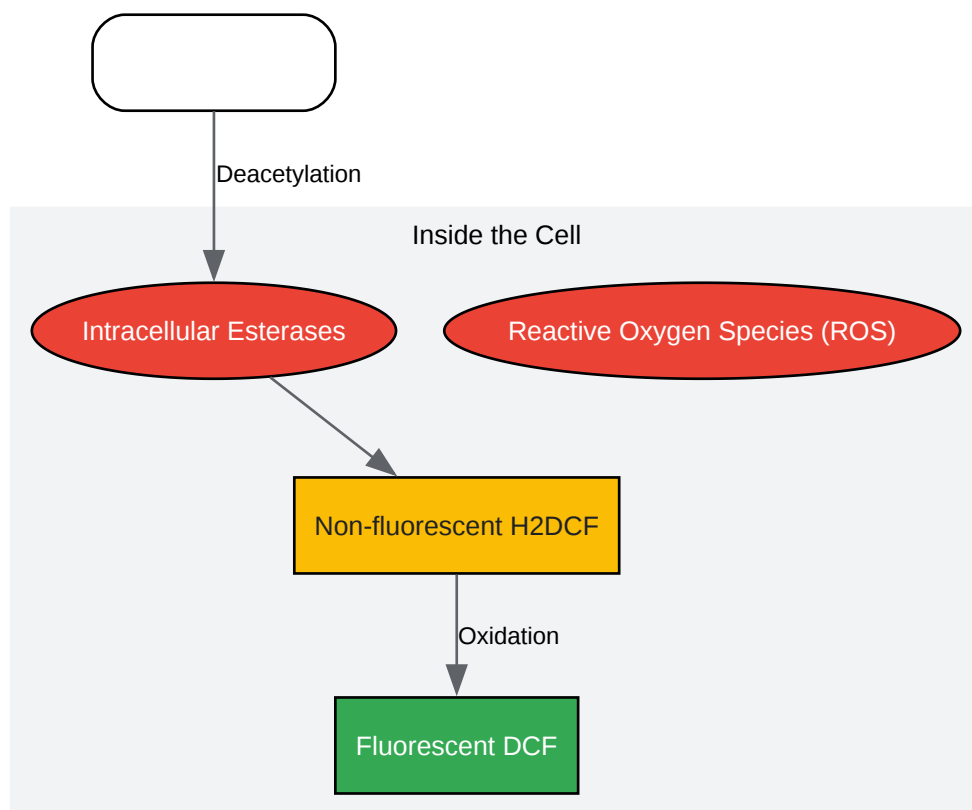 Deacetylation
Inside the Cell
Intracellular Esterases
Reactive Oxygen Species (ROS)
Non-fluorescent H2DCF
Oxidation
Fluorescent DCF